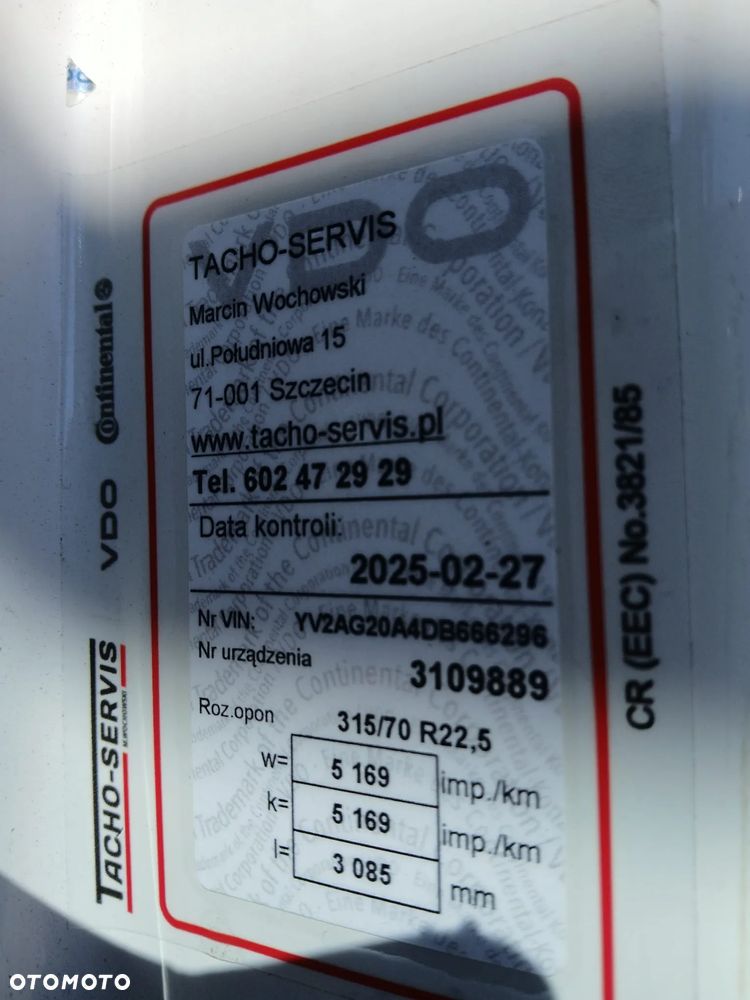 TACHO-SERVIS
Marcin Wochowski
ul.Południowa 15
71-001 Szczecin
www.tacho-servis.pl
Tel. 602 47 29 29
Data kontroli:
2025-02-27
Nr VIN: YV2AG20A4DB666296
Nr urządzenia
3109889
Roz.opon 315/70 R22,5
w= 5 169 imp./km
k= 5 169 imp./km
l= 3 085 mm
VDO
TACHO-SERVIS
M.WOCHOWSKI
VDO
Continental
CR (EEC) No.3821/85
OTOMOTO